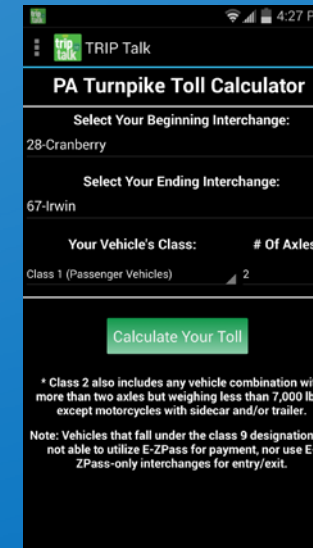 4:27 P
trip talk TRIP Talk
PA Turnpike Toll Calculator
Select Your Beginning Interchange:
28-Cranberry
Select Your Ending Interchange:
67-Irwin
Your Vehicle's Class: # Of Axles
Class 1 (Passenger Vehicles) 2
Calculate Your Toll
* Class 2 also includes any vehicle combination wi
more than two axles but weighing less than 7,000 lb
except motorcycles with sidecar and/or trailer.
Note: Vehicles that fall under the class 9 designation
not able to utilize E-ZPass for payment, nor use E-
ZPass-only interchanges for entry/exit.